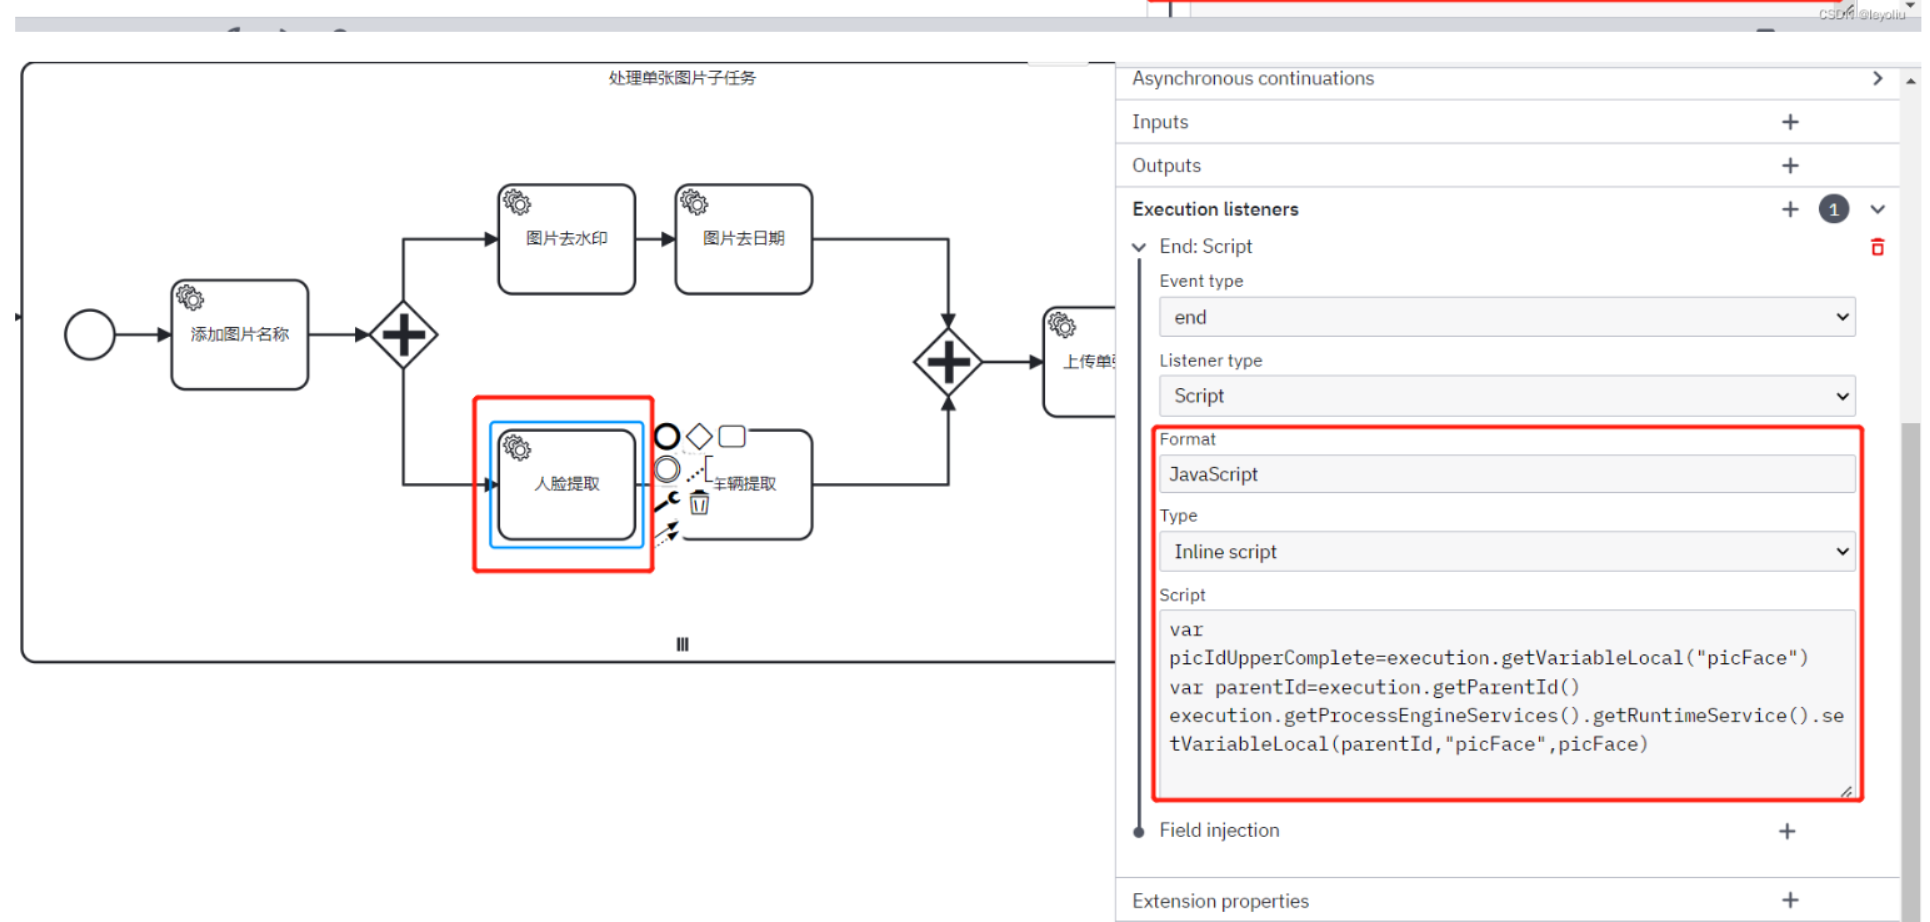 CSDN @leyoliu
处理单张图片子任务
添加图片名称
图片去水印
图片去日期
人脸提取
车辆提取
上传单
Asynchronous continuations
Inputs
Outputs
Execution listeners
1
End: Script
Event type
end
Listener type
Script
Format
JavaScript
Type
Inline script
Script
var
picIdUpperComplete=execution.getVariableLocal("picFace")
var parentId=execution.getParentId()
execution.getProcessEngineServices().getRuntimeService().se
tVariableLocal(parentId,"picFace",picFace)
Field injection
Extension properties